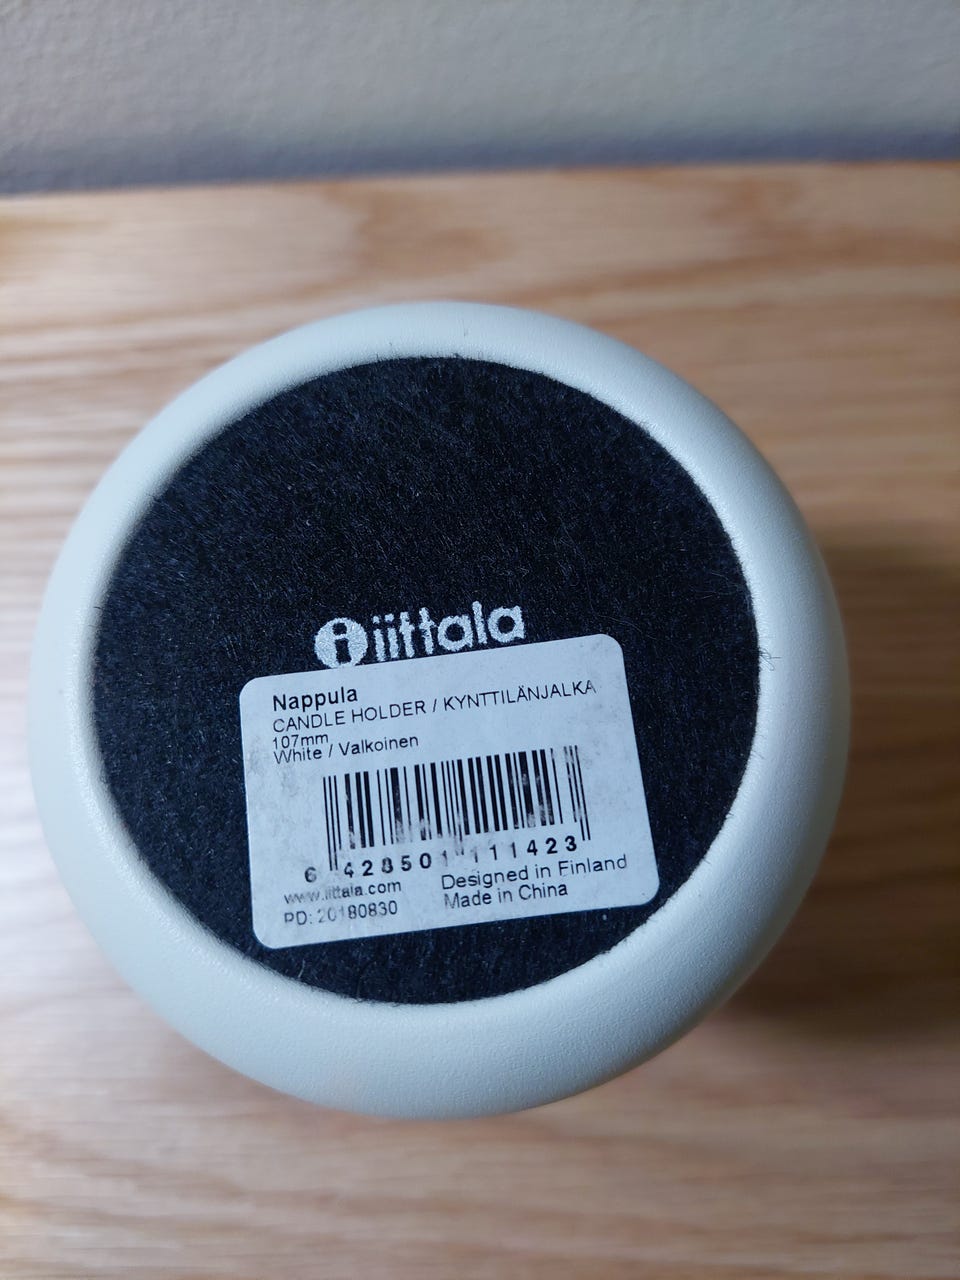 iittala
Nappula
CANDLE HOLDER / KYNTTILÄNJALKA
107mm
White / Valkoinen
6 428501 111423
www.iittala.com
PD: 20180830
Designed in Finland
Made in China